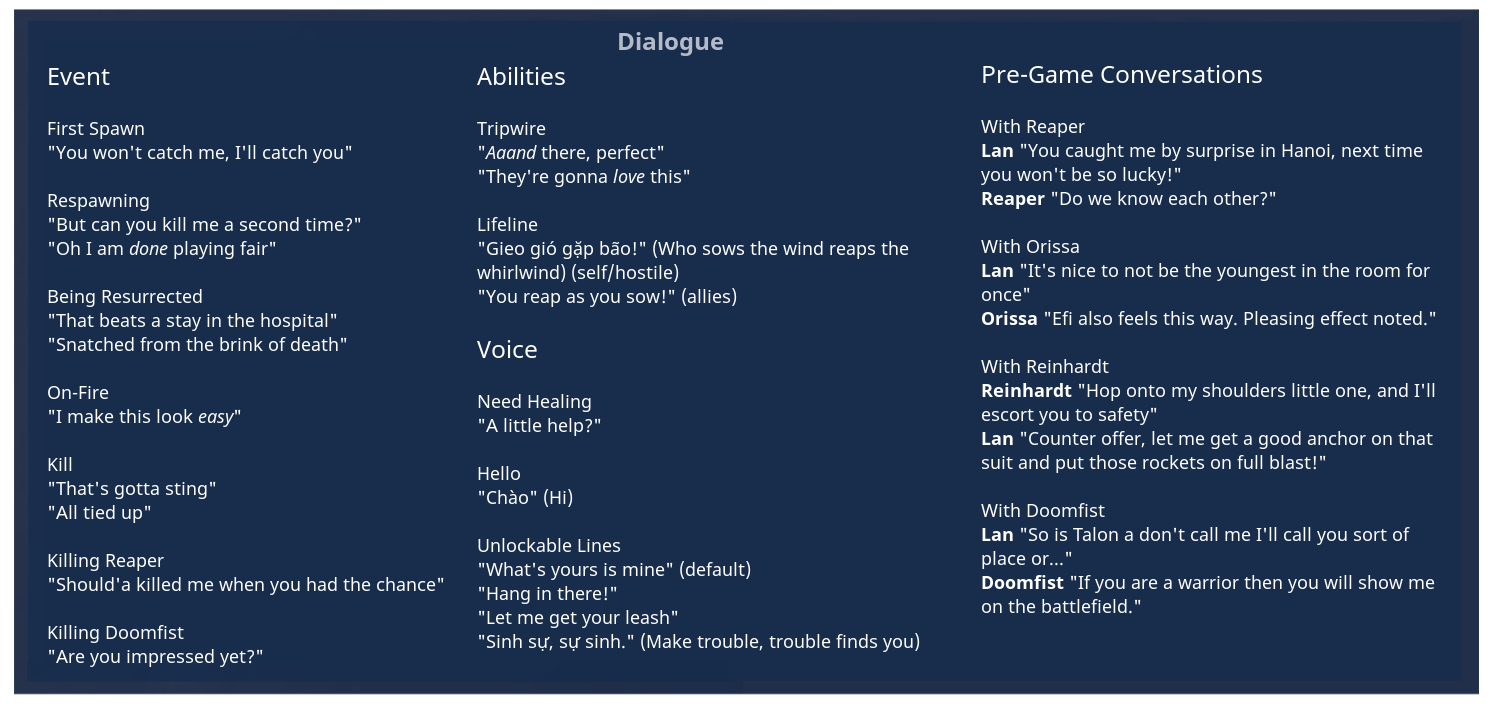 Dialogue
Event
First Spawn
"You won't catch me, I'll catch you"
Respawning
"But can you kill me a second time?"
"Oh I am done playing fair"
Being Resurrected
"That beats a stay in the hospital"
"Snatched from the brink of death"
On-Fire
"I make this look easy"
Kill
"That's gotta sting"
"All tied up"
Killing Reaper
"Should'a killed me when you had the chance"
Killing Doomfist
"Are you impressed yet?"
Abilities
Tripwire
"Aaand there, perfect"
"They're gonna love this"
Lifeline
"Gieo gió gặp bão!" (Who sows the wind reaps the
whirlwind) (self/hostile)
"You reap as you sow!" (allies)
Voice
Need Healing
"A little help?"
Hello
"Chào" (Hi)
Unlockable Lines
"What's yours is mine" (default)
"Hang in there!"
"Let me get your leash"
"Sinh sự, sự sinh." (Make trouble, trouble finds you)
Pre-Game Conversations
With Reaper
Lan "You caught me by surprise in Hanoi, next time
you won't be so lucky!"
Reaper "Do we know each other?"
With Orissa
Lan "It's nice to not be the youngest in the room for
once"
Orissa "Efi also feels this way. Pleasing effect noted."
With Reinhardt
Reinhardt "Hop onto my shoulders little one, and I'll
escort you to safety"
Lan "Counter offer, let me get a good anchor on that
suit and put those rockets on full blast!"
With Doomfist
Lan "So is Talon a don't call me I'll call you sort of
place or..."
Doomfist "If you are a warrior then you will show me
on the battlefield."